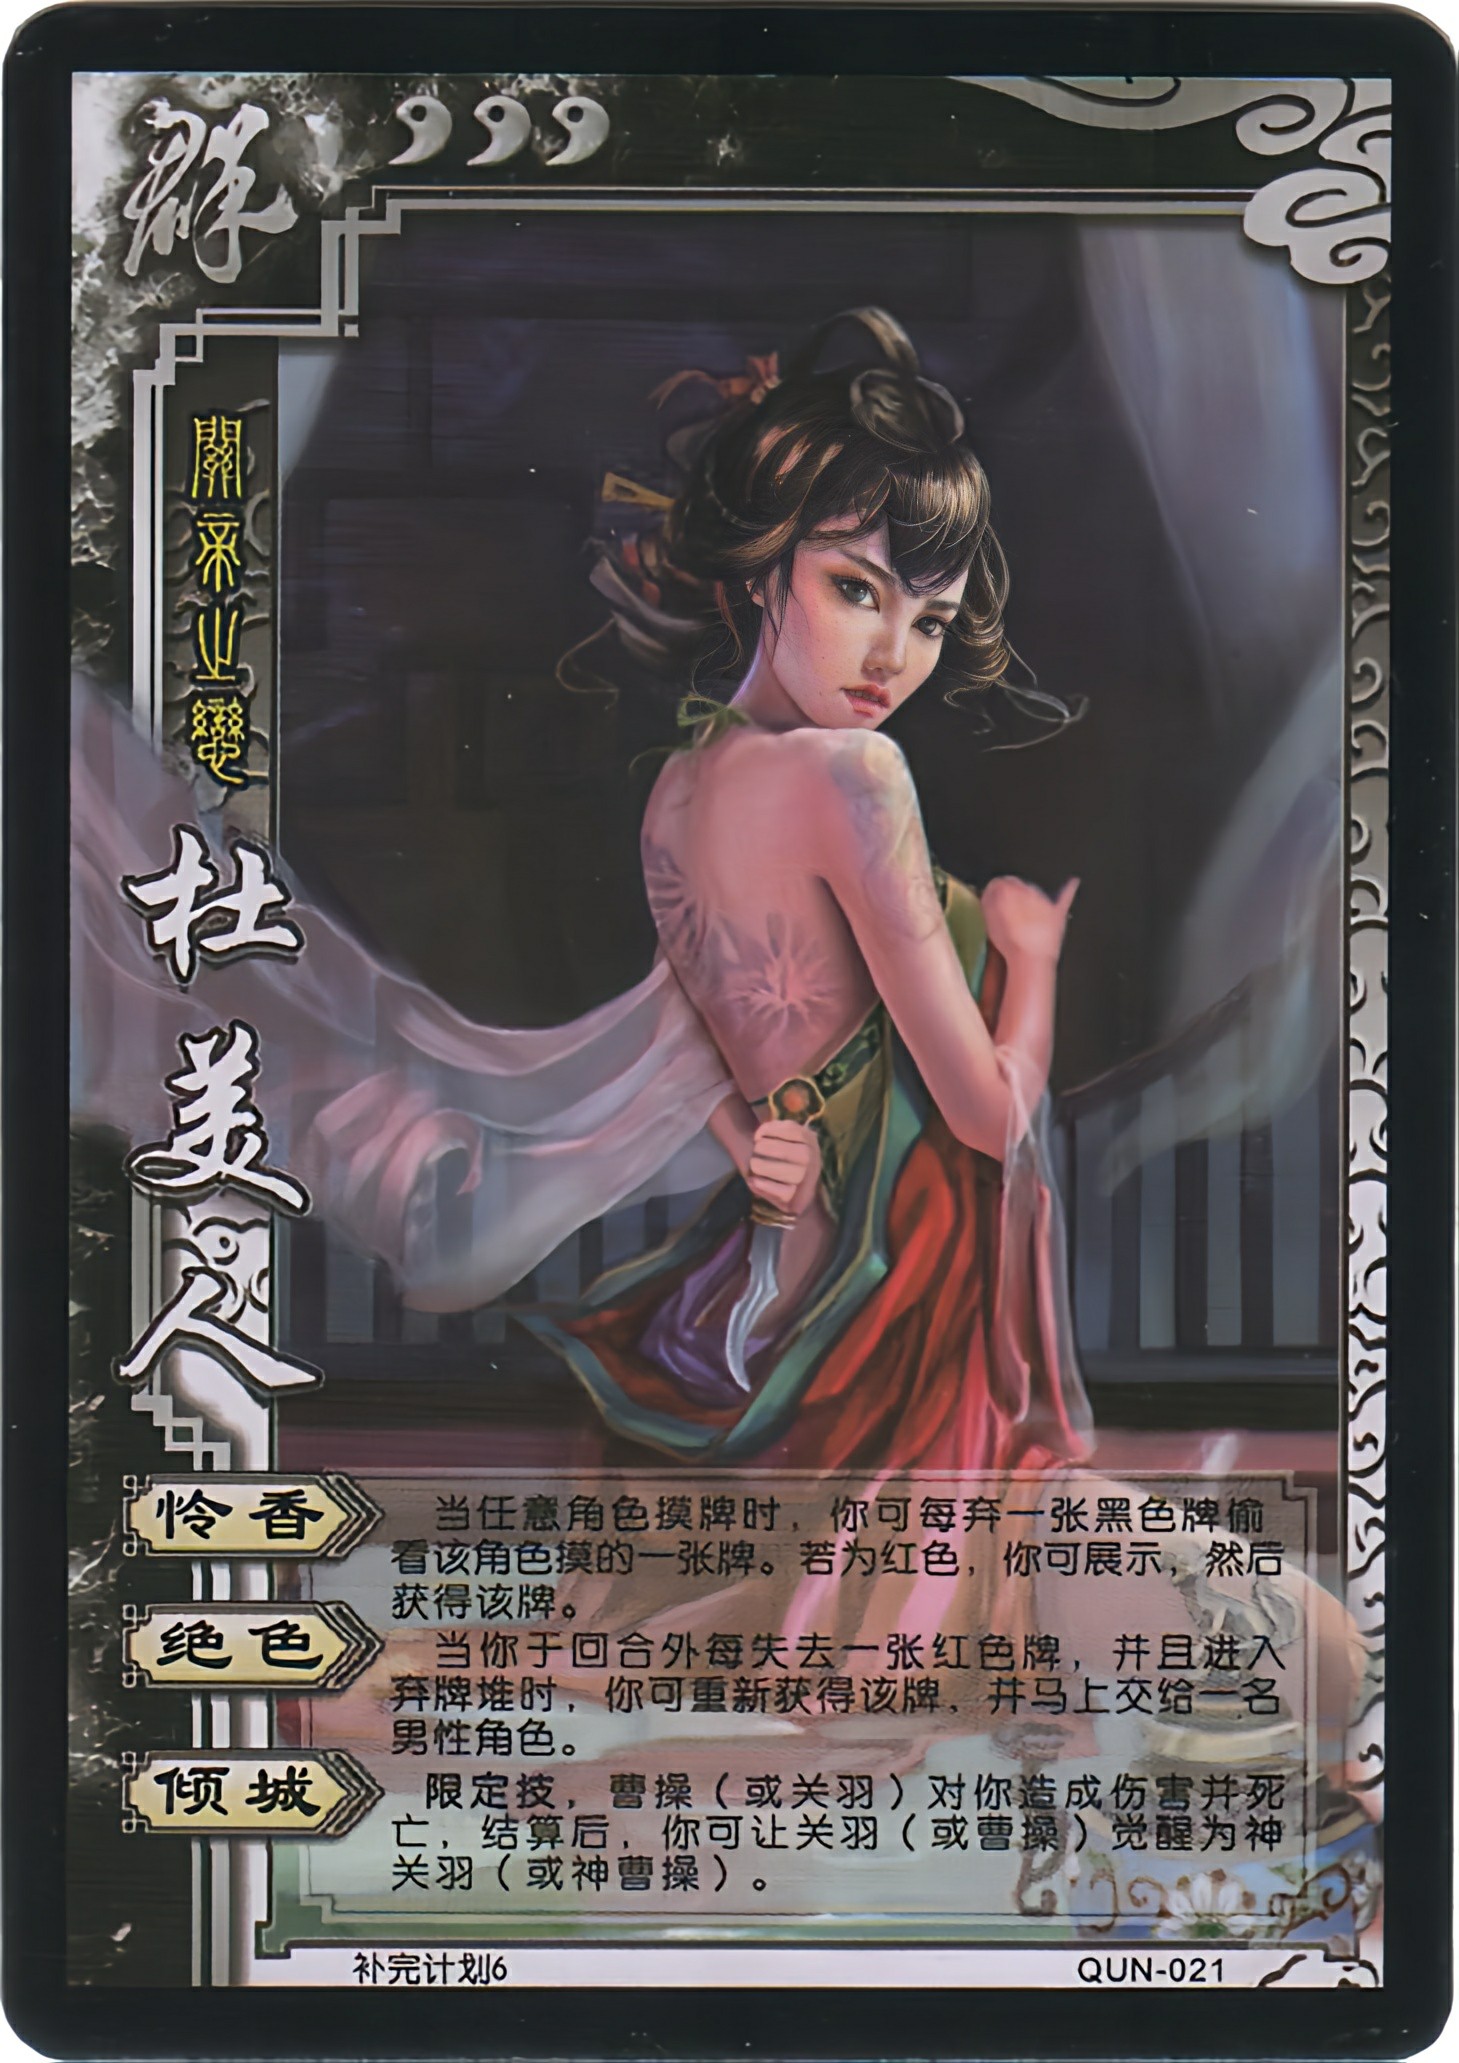 群
關帝之戀
杜美人
怜香
当任意角色摸牌时，你可每弃一张黑色牌偷
看该角色摸的一张牌。若为红色，你可展示，然后
获得该牌。
绝色
当你于回合外每失去一张红色牌，并且进入
弃牌堆时，你可重新获得该牌，并马上交给一名
男性角色。
倾城
限定技，曹操（或关羽）对你造成伤害并死
亡，结算后，你可让关羽（或曹操）觉醒为神
关羽（或神曹操）。
补完计划6
QUN-021